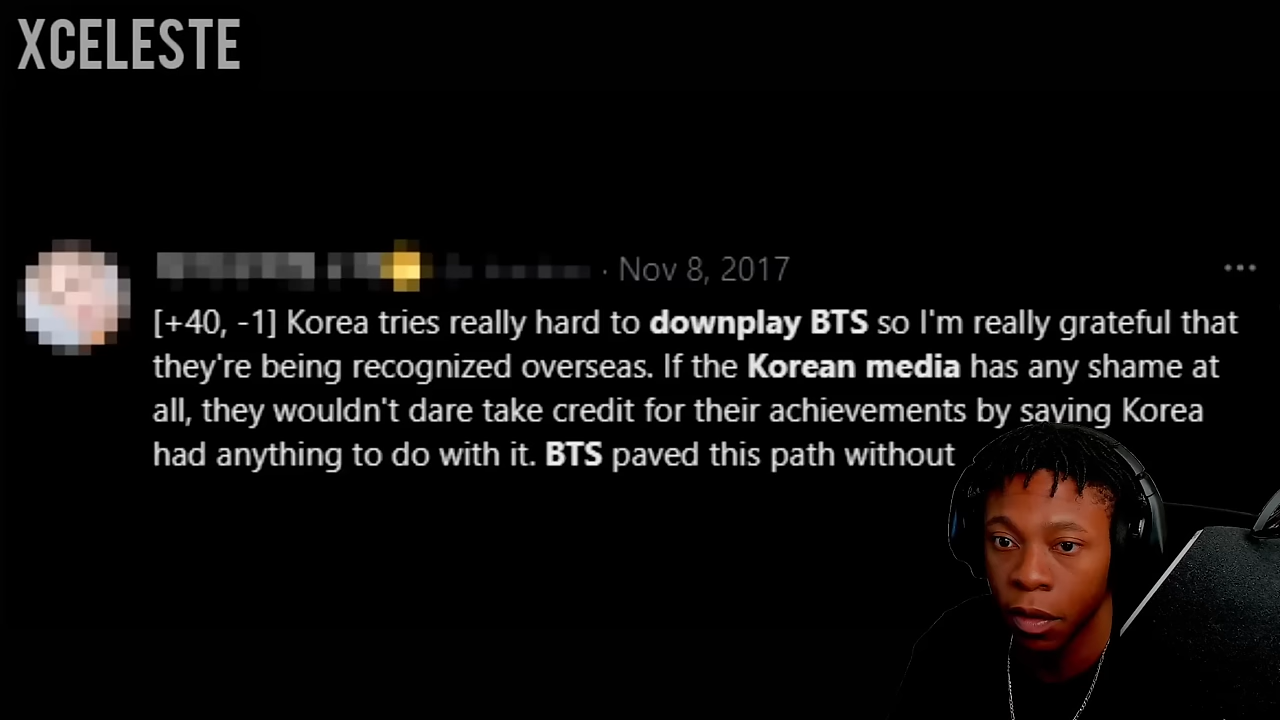 XCELESTE
· Nov 8, 2017
[+40, -1] Korea tries really hard to downplay BTS so I'm really grateful that
they're being recognized overseas. If the Korean media has any shame at
all, they wouldn't dare take credit for their achievements by saying Korea
had anything to do with it. BTS paved this path without